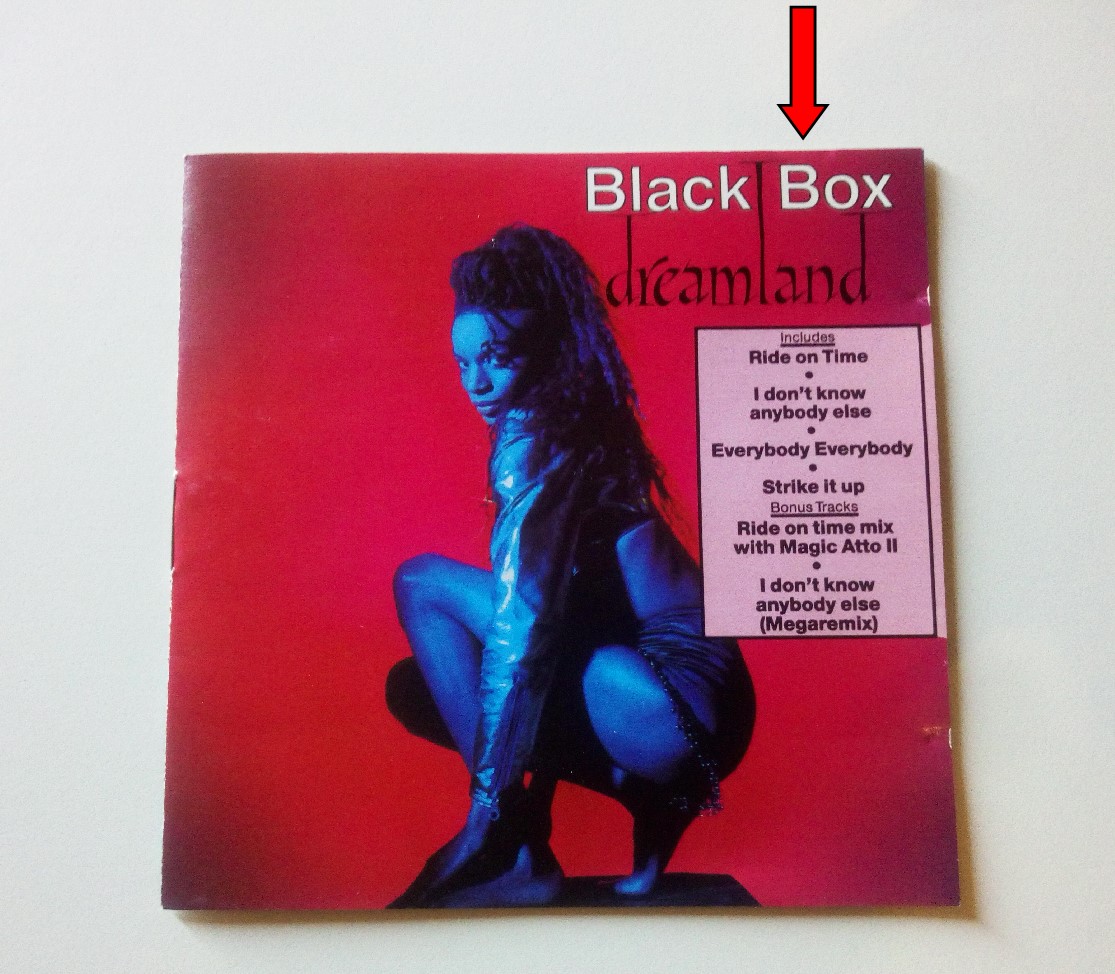 Black Box
dreamland
Includes
Ride on Time
•
I don't know
anybody else
•
Everybody Everybody
•
Strike it up
Bonus Tracks
Ride on time mix
with Magic Atto II
•
I don't know
anybody else
(Megaremix)